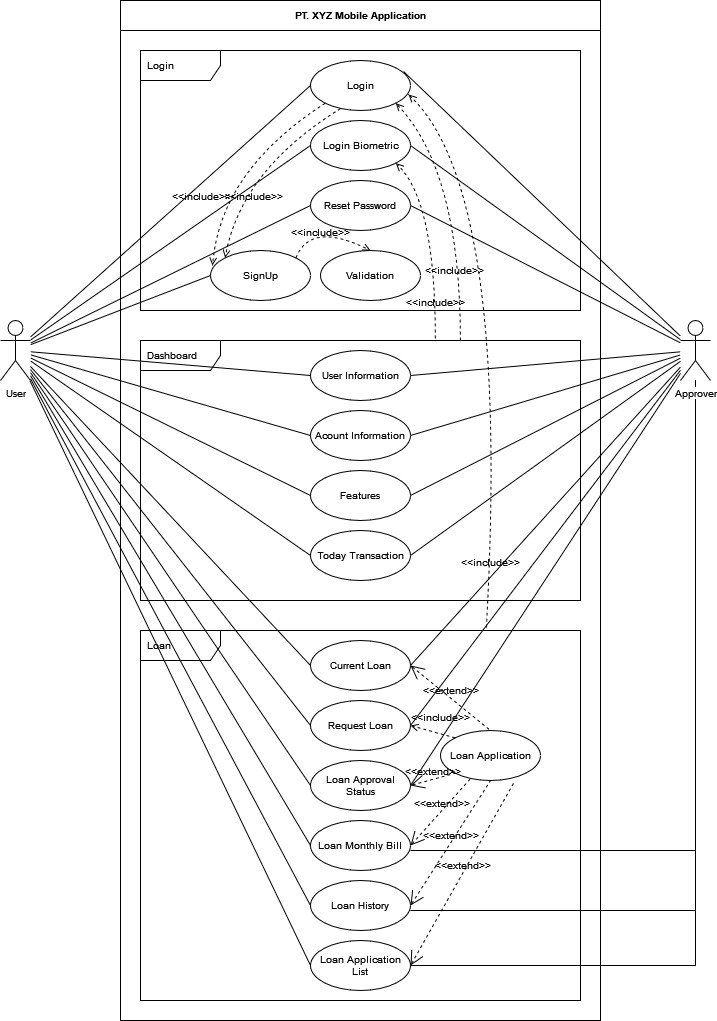 PT. XYZ Mobile Application
Login
Login
Login Biometric
<<include>>
<<include>>
Reset Password
<<include>>
SignUp
Validation
<<include>>
<<include>>
User
Approver
Dashboard
User Information
Acount Information
Features
Today Transaction
<<include>>
Loan
Current Loan
<<extend>>
<<include>>
Request Loan
Loan Application
<<extend>>
Loan Approval
Status
<<extend>>
<<extend>>
Loan Monthly Bill
<<extend>>
Loan History
Loan Application
List